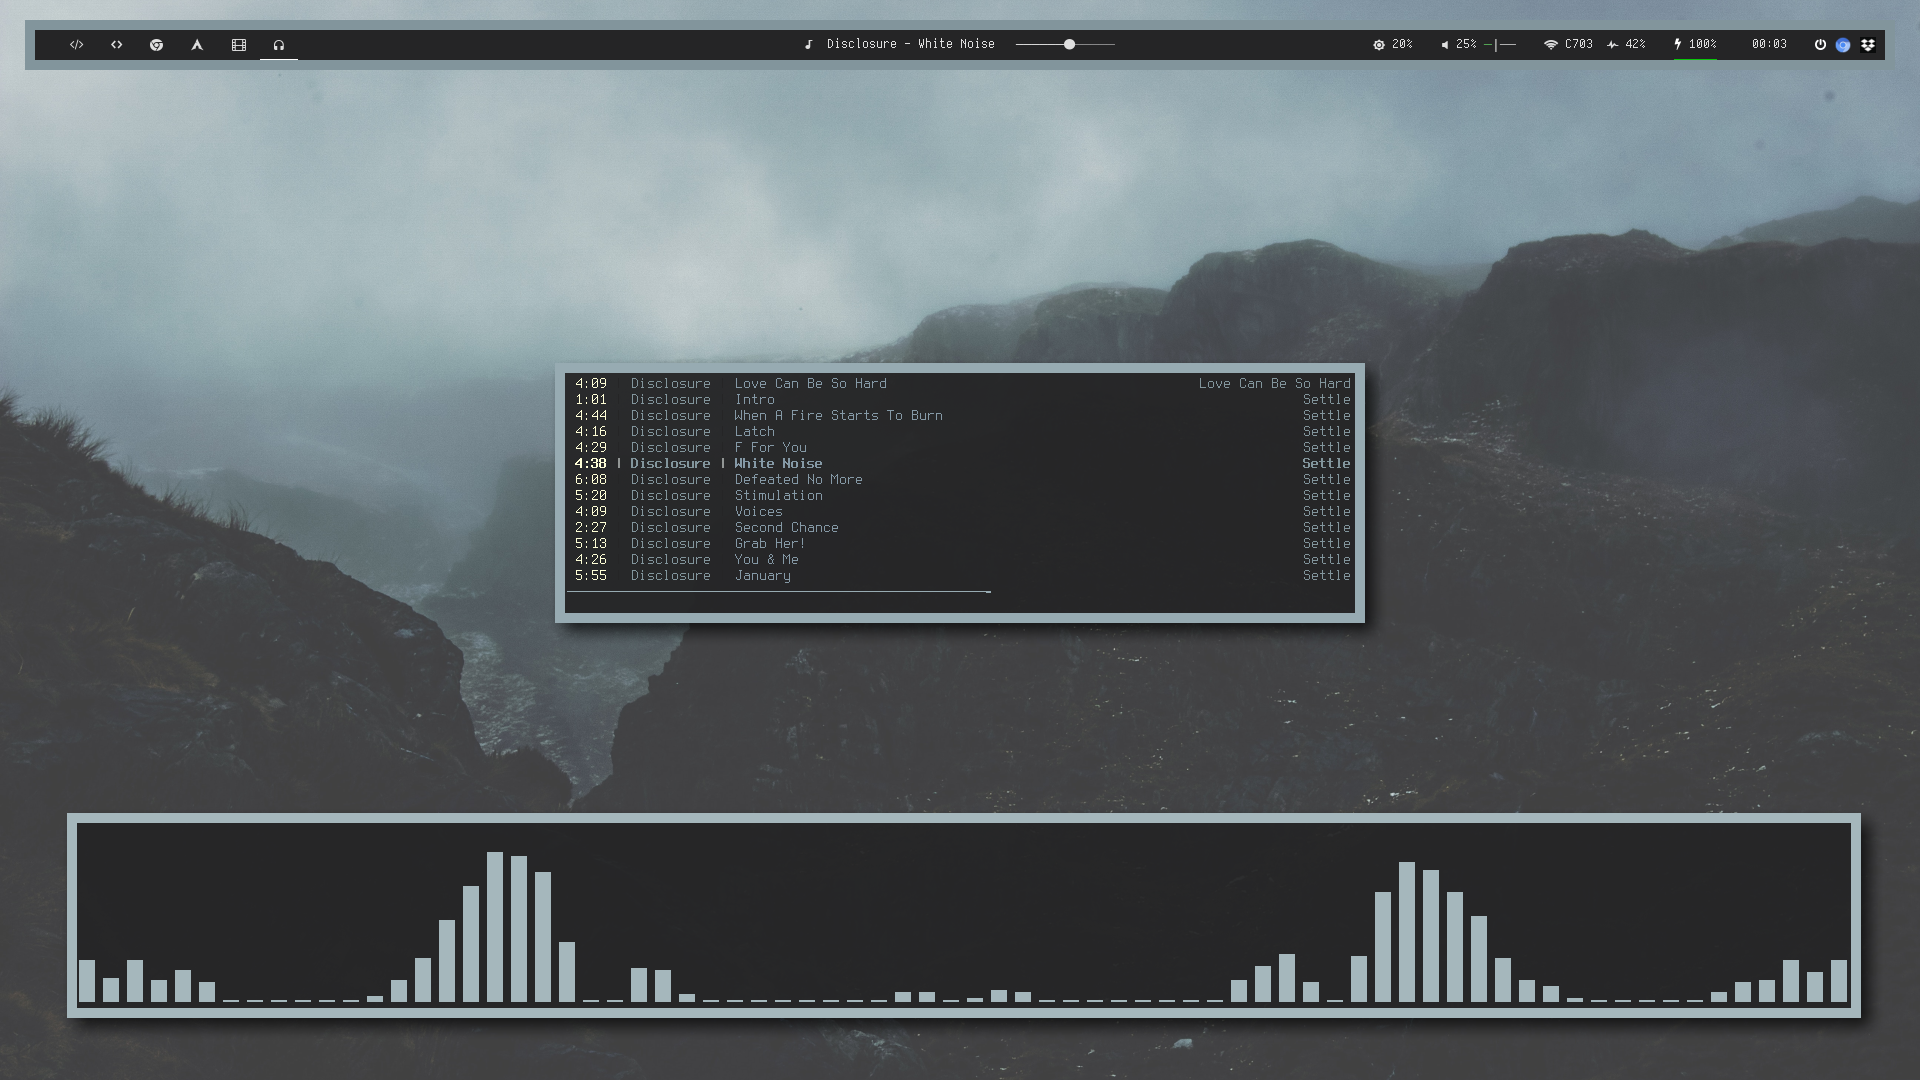 Disclosure - White Noise 20% 25% C703 42% 100% 00:03
4:09 Disclosure Love Can Be So Hard Love Can Be So Hard
1:01 Disclosure Intro Settle
4:44 Disclosure When A Fire Starts To Burn Settle
4:16 Disclosure Latch Settle
4:29 Disclosure F For You Settle
4:38 | Disclosure | White Noise Settle
6:08 Disclosure Defeated No More Settle
5:20 Disclosure Stimulation Settle
4:09 Disclosure Voices Settle
2:27 Disclosure Second Chance Settle
5:13 Disclosure Grab Her! Settle
4:26 Disclosure You & Me Settle
5:55 Disclosure January Settle